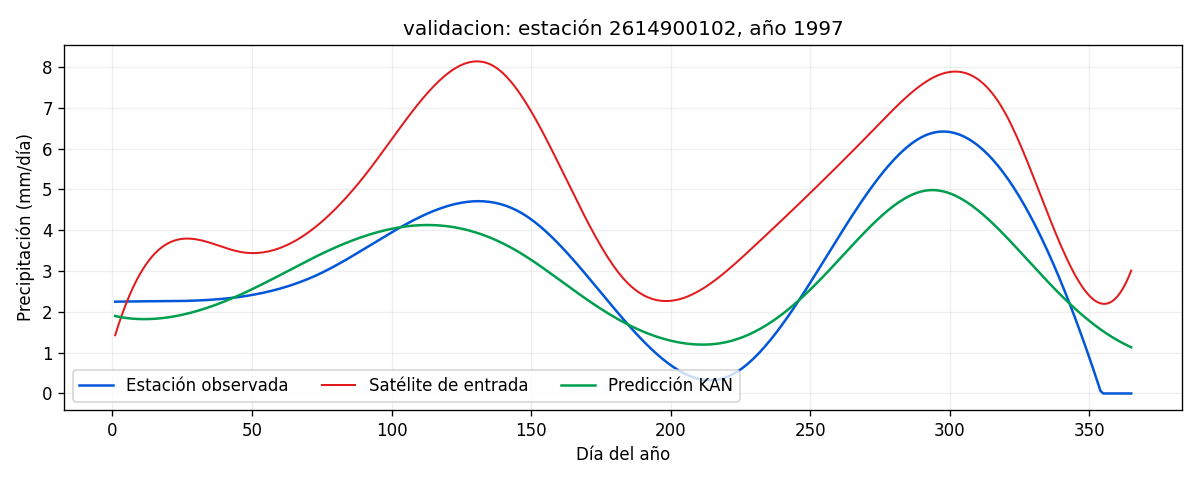 validacion: estación 2614900102, año 1997
Precipitación (mm/día)
8
7
6
5
4
3
2
1
0
Estación observada
Satélite de entrada
Predicción KAN
0 50 100 150 200 250 300 350
Día del año